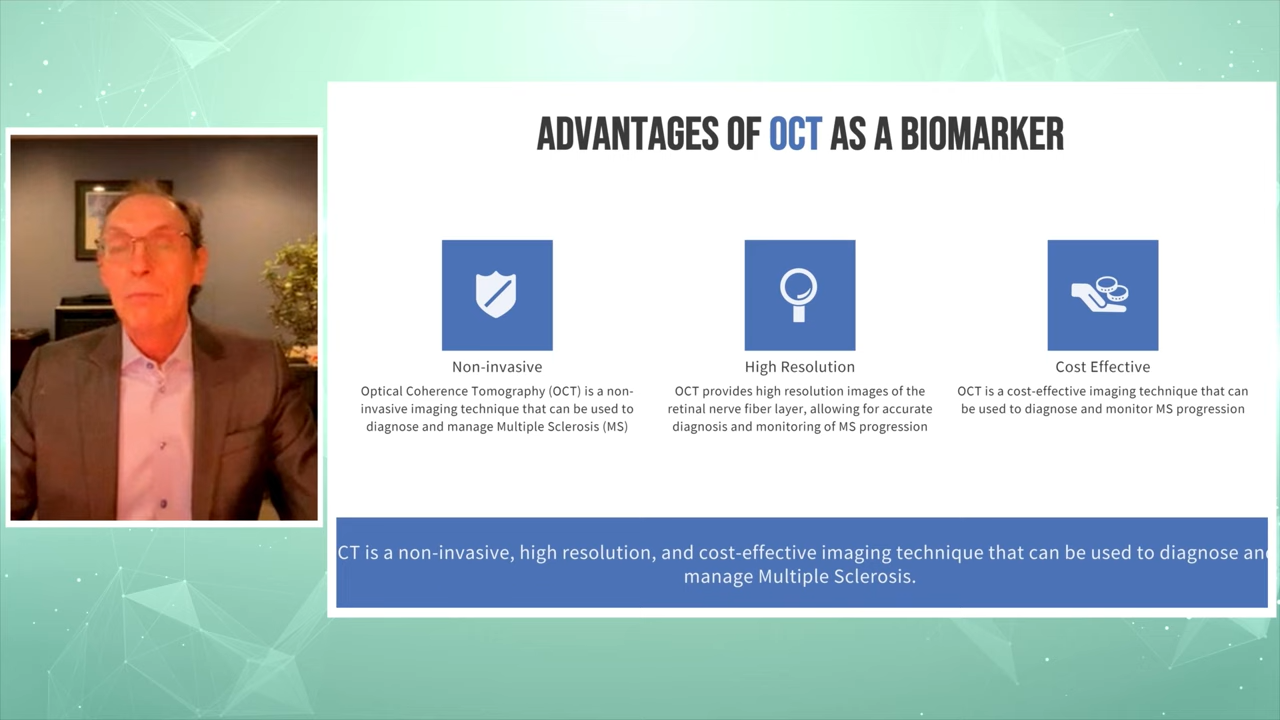 ADVANTAGES OF OCT AS A BIOMARKER
Non-invasive
Optical Coherence Tomography (OCT) is a non-
invasive imaging technique that can be used to
diagnose and manage Multiple Sclerosis (MS)
High Resolution
OCT provides high resolution images of the
retinal nerve fiber layer, allowing for accurate
diagnosis and monitoring of MS progression
Cost Effective
OCT is a cost-effective imaging technique that can
be used to diagnose and monitor MS progression
CT is a non-invasive, high resolution, and cost-effective imaging technique that can be used to diagnose and
manage Multiple Sclerosis.